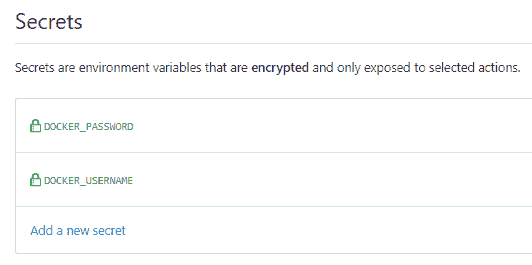 Secrets
Secrets are environment variables that are encrypted and only exposed to selected actions.
DOCKER_PASSWORD
DOCKER_USERNAME
Add a new secret